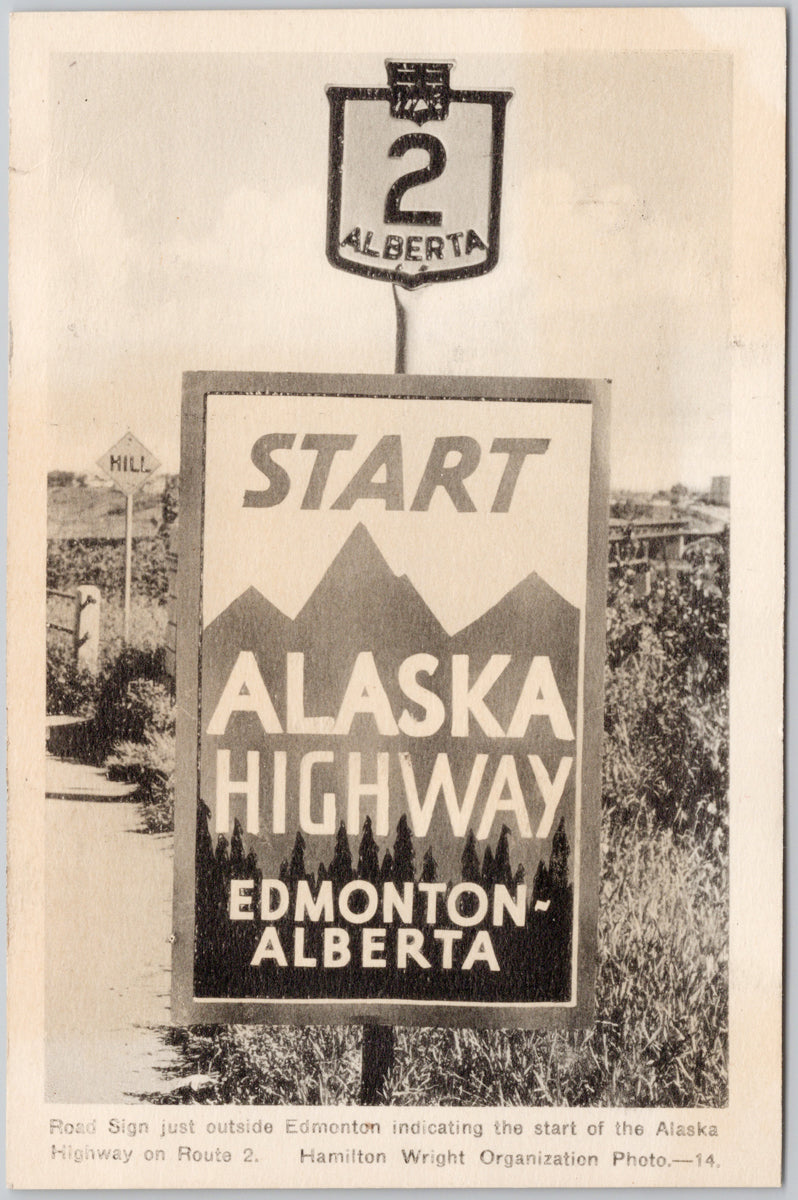 2
ALBERTA
HILL
START
ALASKA
HIGHWAY
EDMONTON-
ALBERTA
Road Sign just outside Edmonton indicating the start of the Alaska
Highway on Route 2. Hamilton Wright Organization Photo.—14.